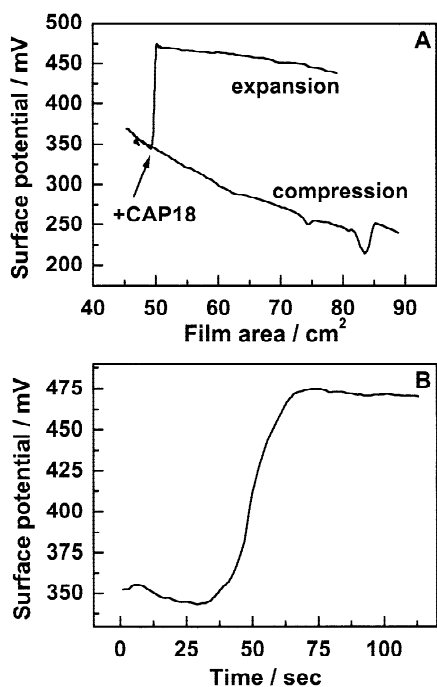 A
Surface potential / mV
500
450
400
350
300
250
200
expansion
compression
+CAP18
40 50 60 70 80 90
Film area / cm²
B
Surface potential / mV
475
450
425
400
375
350
0 25 50 75 100
Time / sec